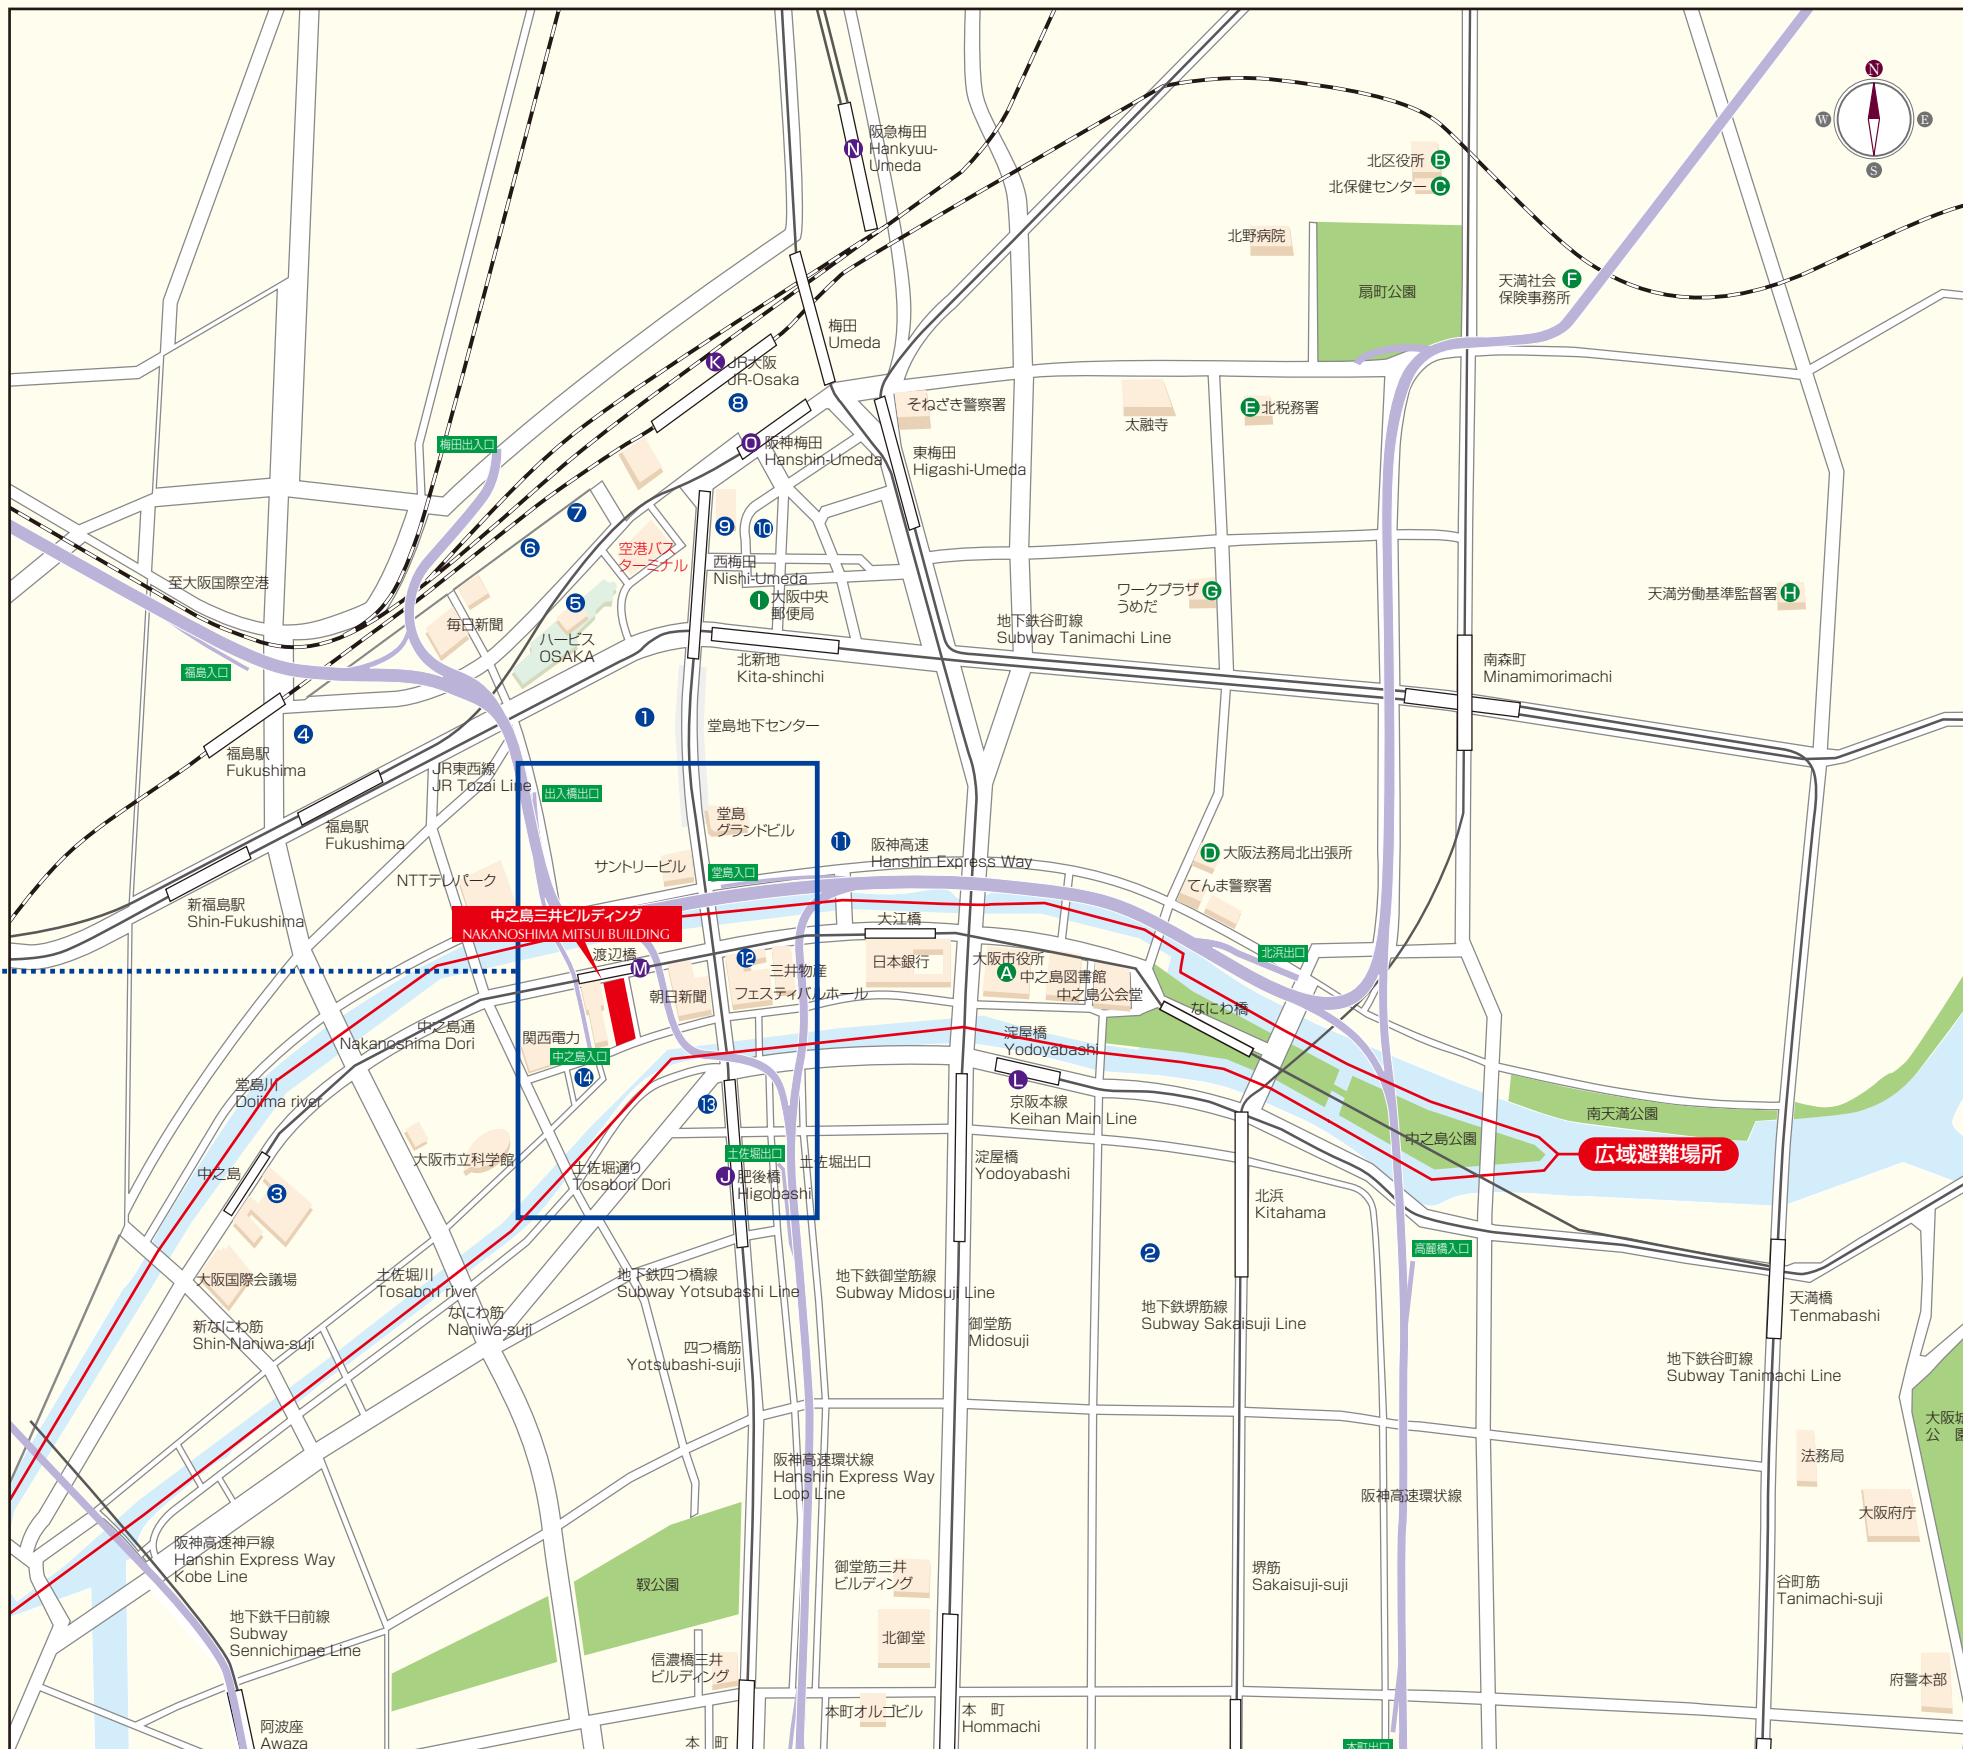 N
W
E
S
阪急梅田
Hankyuu-
Umeda
N
北区役所
B
北保健センター
C
北野病院
扇町公園
天満社会
保険事務所
F
梅田
Umeda
K
JR大阪
JR-Osaka
8
そねざき警察署
太融寺
E
北税務署
梅田出入口
O
阪神梅田
Hanshin-Umeda
東梅田
Higashi-Umeda
7
9
10
6
空港バス
ターミナル
西梅田
Nishi-Umeda
至大阪国際空港
5
I
大阪中央
郵便局
ワークプラザ
うめだ
G
天満労働基準監督署
H
毎日新聞
ハービス
OSAKA
地下鉄谷町線
Subway Tanimachi Line
福島入口
北新地
Kita-shinchi
南森町
Minamimorimachi
1
堂島地下センター
4
福島駅
Fukushima
JR東西線
JR Tozai Line
出入橋出口
福島駅
Fukushima
堂島
グランドビル
11
阪神高速
Hanshin Express Way
D
大阪法務局北出張所
サントリービル
堂島入口
NTTテレパーク
てんま警察署
新福島駅
Shin-Fukushima
中之島三井ビルディング
NAKANOSHIMA MITSUI BUILDING
大江橋
渡辺橋
M
12
三井物産
日本銀行
大阪市役所
A
中之島図書館
中之島公会堂
北浜出口
朝日新聞
フェスティバルホール
なにわ橋
中之島通
Nakanoshima Dori
関西電力
中之島入口
淀屋橋
Yodoyabashi
堂島川
Dojima river
14
L
13
京阪本線
Keihan Main Line
南天満公園
中之島公園
広域避難場所
大阪市立科学館
土佐堀出口
土佐堀出口
中之島
土佐堀通り
Tosabori Dori
J
肥後橋
Higobashi
淀屋橋
Yodoyabashi
3
北浜
Kitahama
2
高麗橋入口
大阪国際会議場
土佐堀川
Tosabori river
地下鉄四つ橋線
Subway Yotsubashi Line
地下鉄御堂筋線
Subway Midosuji Line
天満橋
Tenmabashi
新なにわ筋
Shin-Naniwa-suji
なにわ筋
Naniwa-suji
地下鉄堺筋線
Subway Sakaisuji Line
御堂筋
Midosuji
四つ橋筋
Yotsubashi-suji
地下鉄谷町線
Subway Tanimachi Line
大阪城
公　園
阪神高速環状線
Hanshin Express Way
Loop Line
法務局
阪神高速環状線
大阪府庁
阪神高速神戸線
Hanshin Express Way
Kobe Line
靱公園
御堂筋三井
ビルディング
堺筋
Sakaisuji-suji
谷町筋
Tanimachi-suji
地下鉄千日前線
Subway
Sennichimae Line
北御堂
信濃橋三井
ビルディング
府警本部
本町オルゴビル
本　町
Hommachi
阿波座
Awaza
本　町
本町出口